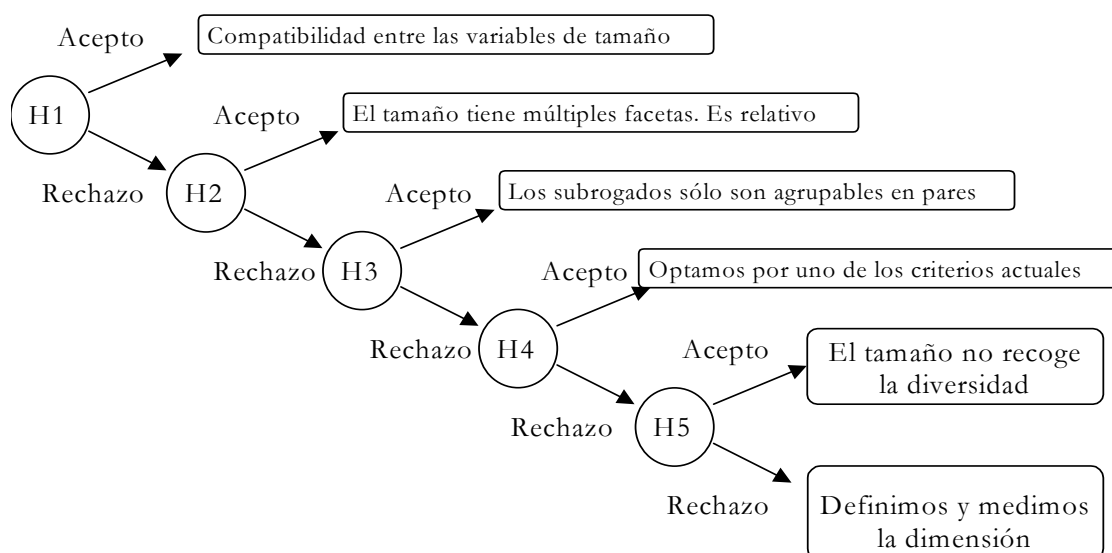 Acepto
Compatibilidad entre las variables de tamaño
H1
Acepto
El tamaño tiene múltiples facetas. Es relativo
Rechazo
H2
Acepto
Los subrogados sólo son agrupables en pares
Rechazo
H3
Acepto
Optamos por uno de los criterios actuales
Rechazo
H4
Acepto
El tamaño no recoge
la diversidad
Rechazo
H5
Rechazo
Definimos y medimos
la dimensión